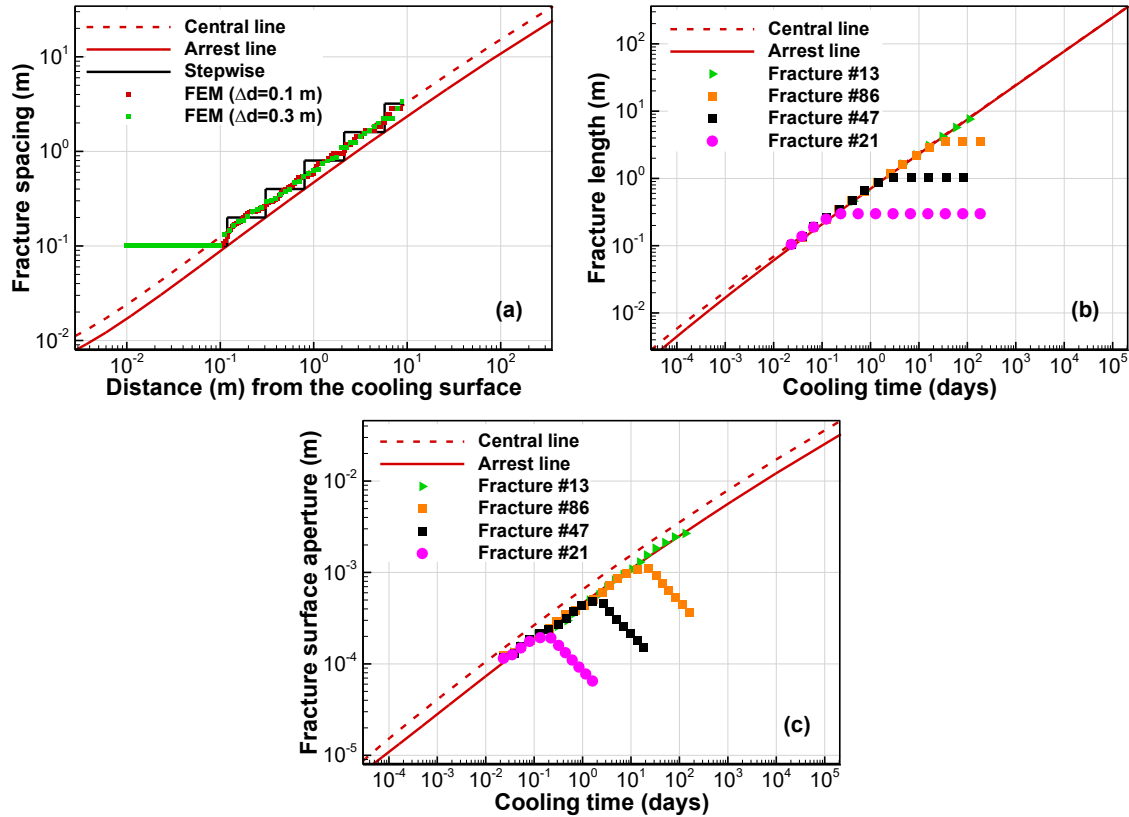 Central line
Arrest line
Stepwise
FEM (Δd=0.1 m)
FEM (Δd=0.3 m)
Fracture spacing (m)
10^1
10^0
10^-1
10^-2
10^-2 10^-1 10^0 10^1 10^2
Distance (m) from the cooling surface
(a)
Central line
Arrest line
Fracture #13
Fracture #86
Fracture #47
Fracture #21
Fracture length (m)
10^2
10^1
10^0
10^-1
10^-2
10^-4 10^-3 10^-2 10^-1 10^0 10^1 10^2 10^3 10^4 10^5
Cooling time (days)
(b)
Central line
Arrest line
Fracture #13
Fracture #86
Fracture #47
Fracture #21
Fracture surface aperture (m)
10^-2
10^-3
10^-4
10^-5
10^-4 10^-3 10^-2 10^-1 10^0 10^1 10^2 10^3 10^4 10^5
Cooling time (days)
(c)